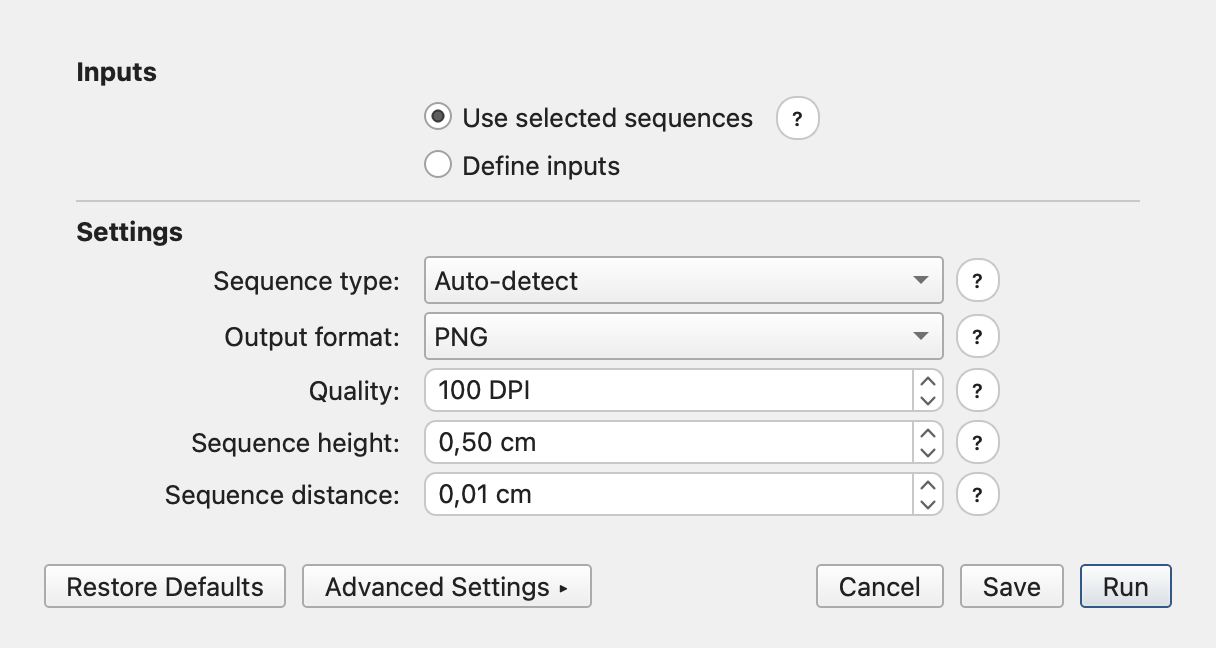 Inputs
Use selected sequences ?
Define inputs
Settings
Sequence type: Auto-detect ?
Output format: PNG ?
Quality: 100 DPI ?
Sequence height: 0,50 cm ?
Sequence distance: 0,01 cm ?
Restore Defaults Advanced Settings ▸ Cancel Save Run